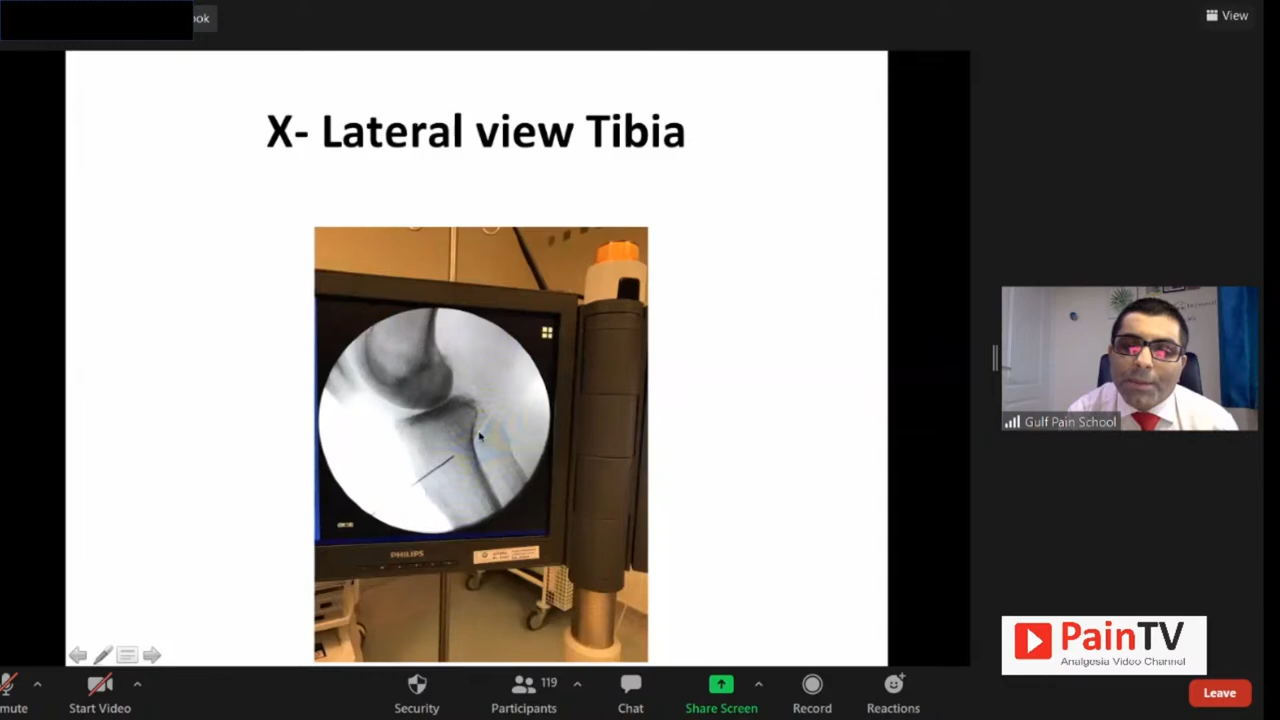 ook
View
X- Lateral view Tibia
PHILIPS
Gulf Pain School
PainTV
Analgesia Video Channel
mute
Start Video
Security
119
Participants
Chat
Share Screen
Record
Reactions
Leave